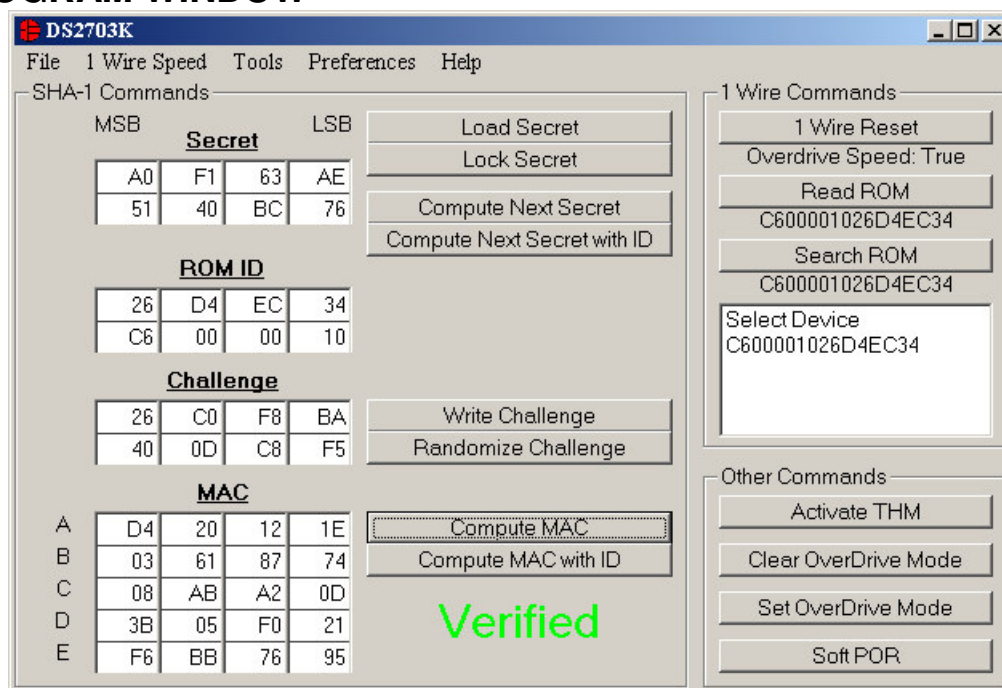 DS2703K
File 1 Wire Speed Tools Preferences Help
SHA-1 Commands
MSB LSB
Secret
A0 F1 63 AE
51 40 BC 76
Load Secret
Lock Secret
Compute Next Secret
Compute Next Secret with ID
ROM ID
26 D4 EC 34
C6 00 00 10
Challenge
26 C0 F8 BA
40 0D C8 F5
Write Challenge
Randomize Challenge
MAC
A D4 20 12 1E
B 03 61 87 74
C 08 AB A2 0D
D 3B 05 F0 21
E F6 BB 76 95
Compute MAC
Compute MAC with ID
Verified
1 Wire Commands
1 Wire Reset
Overdrive Speed: True
Read ROM
C600001026D4EC34
Search ROM
C600001026D4EC34
Select Device
C600001026D4EC34
Other Commands
Activate THM
Clear OverDrive Mode
Set OverDrive Mode
Soft POR